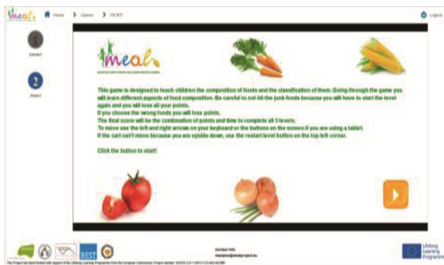 imeal
Home > Games > POINT
Logout
1
2
POINT
imeal
This game is designed to teach children the composition of foods and the classification of them. Going through the game you
will learn different aspects of food composition. Be careful to not hit the junk foods because you will have to start the level
again and you will lose all your points.
If you choose the wrong foods you will lose points.
The final score will be the combination of points and time to complete all 3 levels.
To move use the left and right arrows on your keyboard or the buttons on the screen if you are using a tablet.
If the cart can't move because you are upside down, use the restart level button on the top left corner.
Click the button to start!
BEST
Contact Info
Lifelong
Learning
Programme